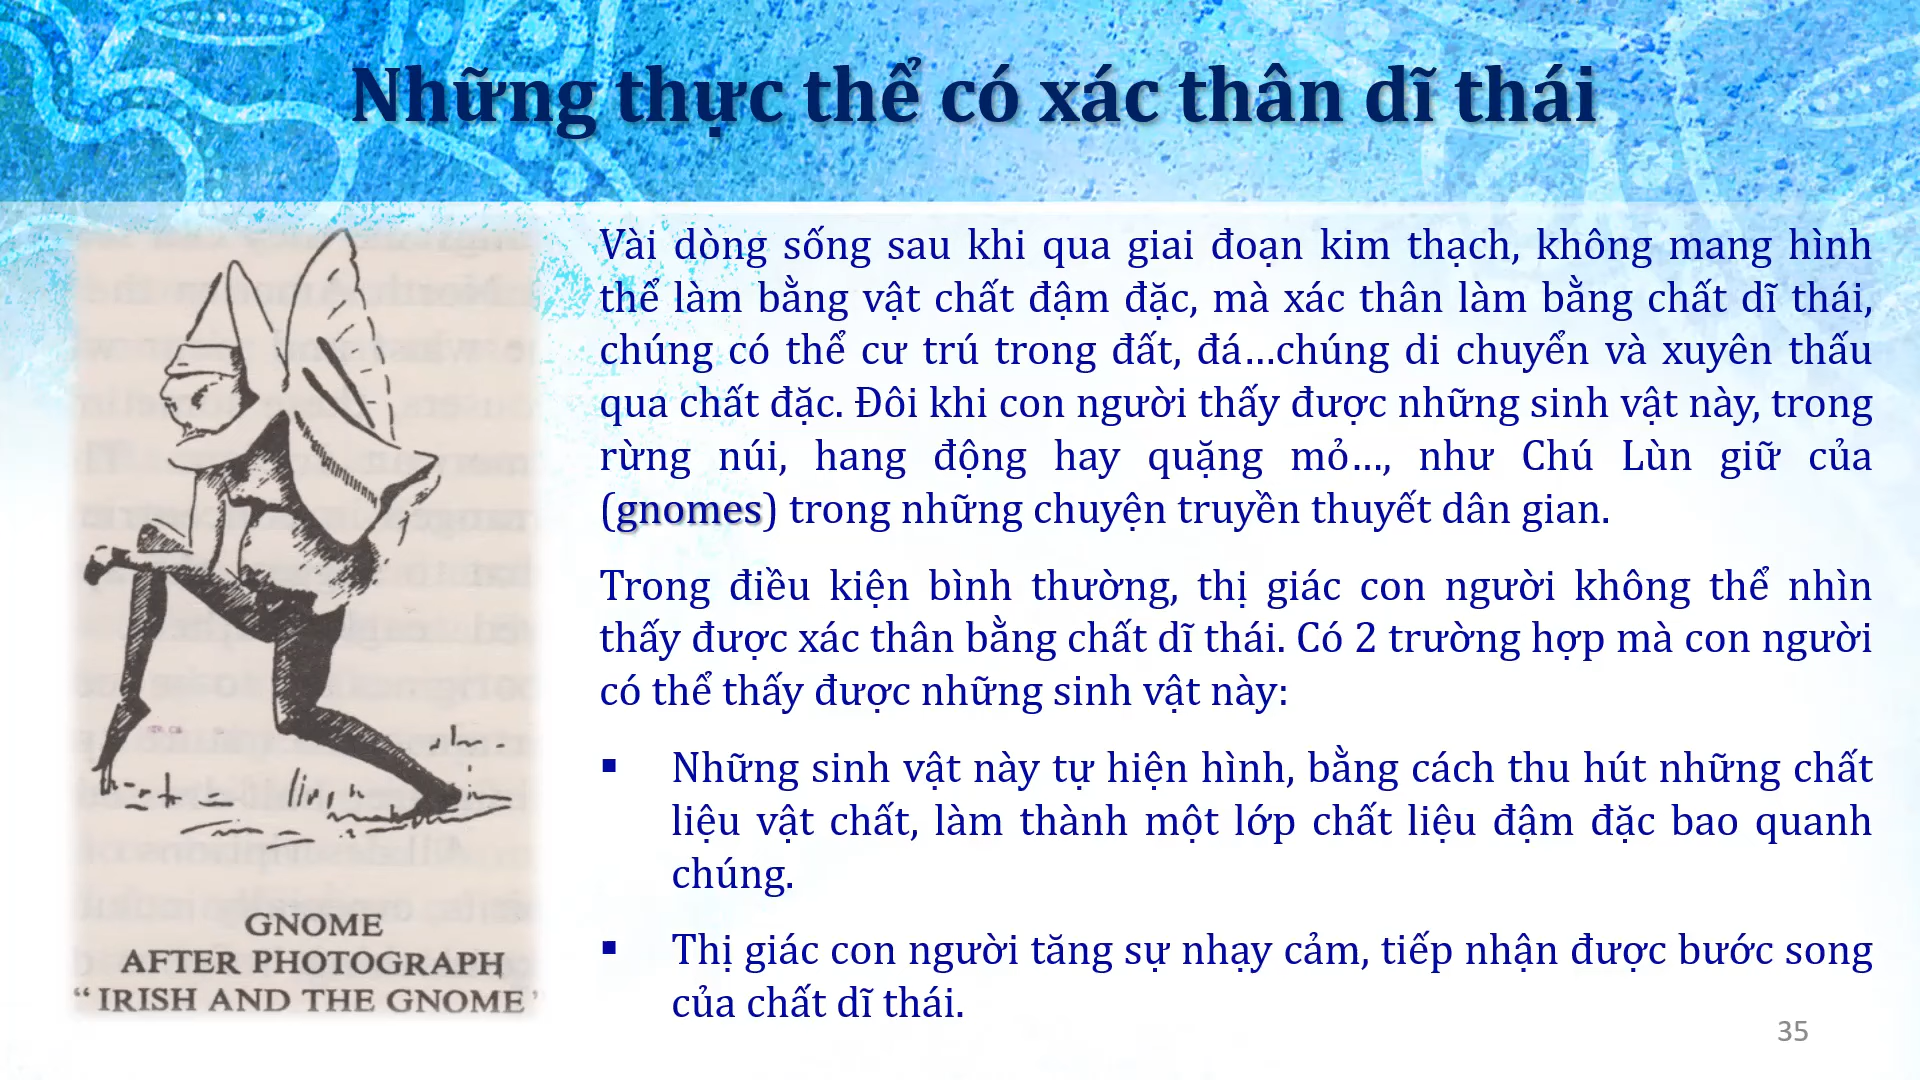 Những thực thể có xác thân dĩ thái
Vài dòng sống sau khi qua giai đoạn kim thạch, không mang hình
thể làm bằng vật chất đậm đặc, mà xác thân làm bằng chất dĩ thái,
chúng có thể cư trú trong đất, đá...chúng di chuyển và xuyên thấu
qua chất đặc. Đôi khi con người thấy được những sinh vật này, trong
rừng núi, hang động hay quặng mỏ..., như Chú Lùn giữ của
(gnomes) trong những chuyện truyền thuyết dân gian.
Trong điều kiện bình thường, thị giác con người không thể nhìn
thấy được xác thân bằng chất dĩ thái. Có 2 trường hợp mà con người
có thể thấy được những sinh vật này:
▪ Những sinh vật này tự hiện hình, bằng cách thu hút những chất
liệu vật chất, làm thành một lớp chất liệu đậm đặc bao quanh
chúng.
▪ Thị giác con người tăng sự nhạy cảm, tiếp nhận được bước song
của chất dĩ thái.
GNOME
AFTER PHOTOGRAPH
“IRISH AND THE GNOME’
35